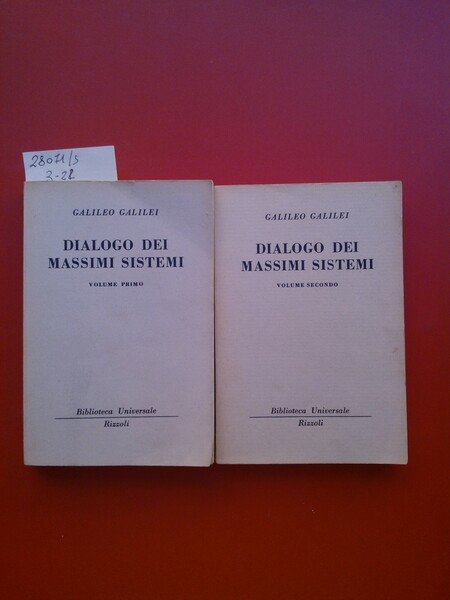 28071/S
3-28
GALILEO GALILEI
DIALOGO DEI
MASSIMI SISTEMI
VOLUME PRIMO
Biblioteca Universale
Rizzoli
GALILEO GALILEI
DIALOGO DEI
MASSIMI SISTEMI
VOLUME SECONDO
Biblioteca Universale
Rizzoli